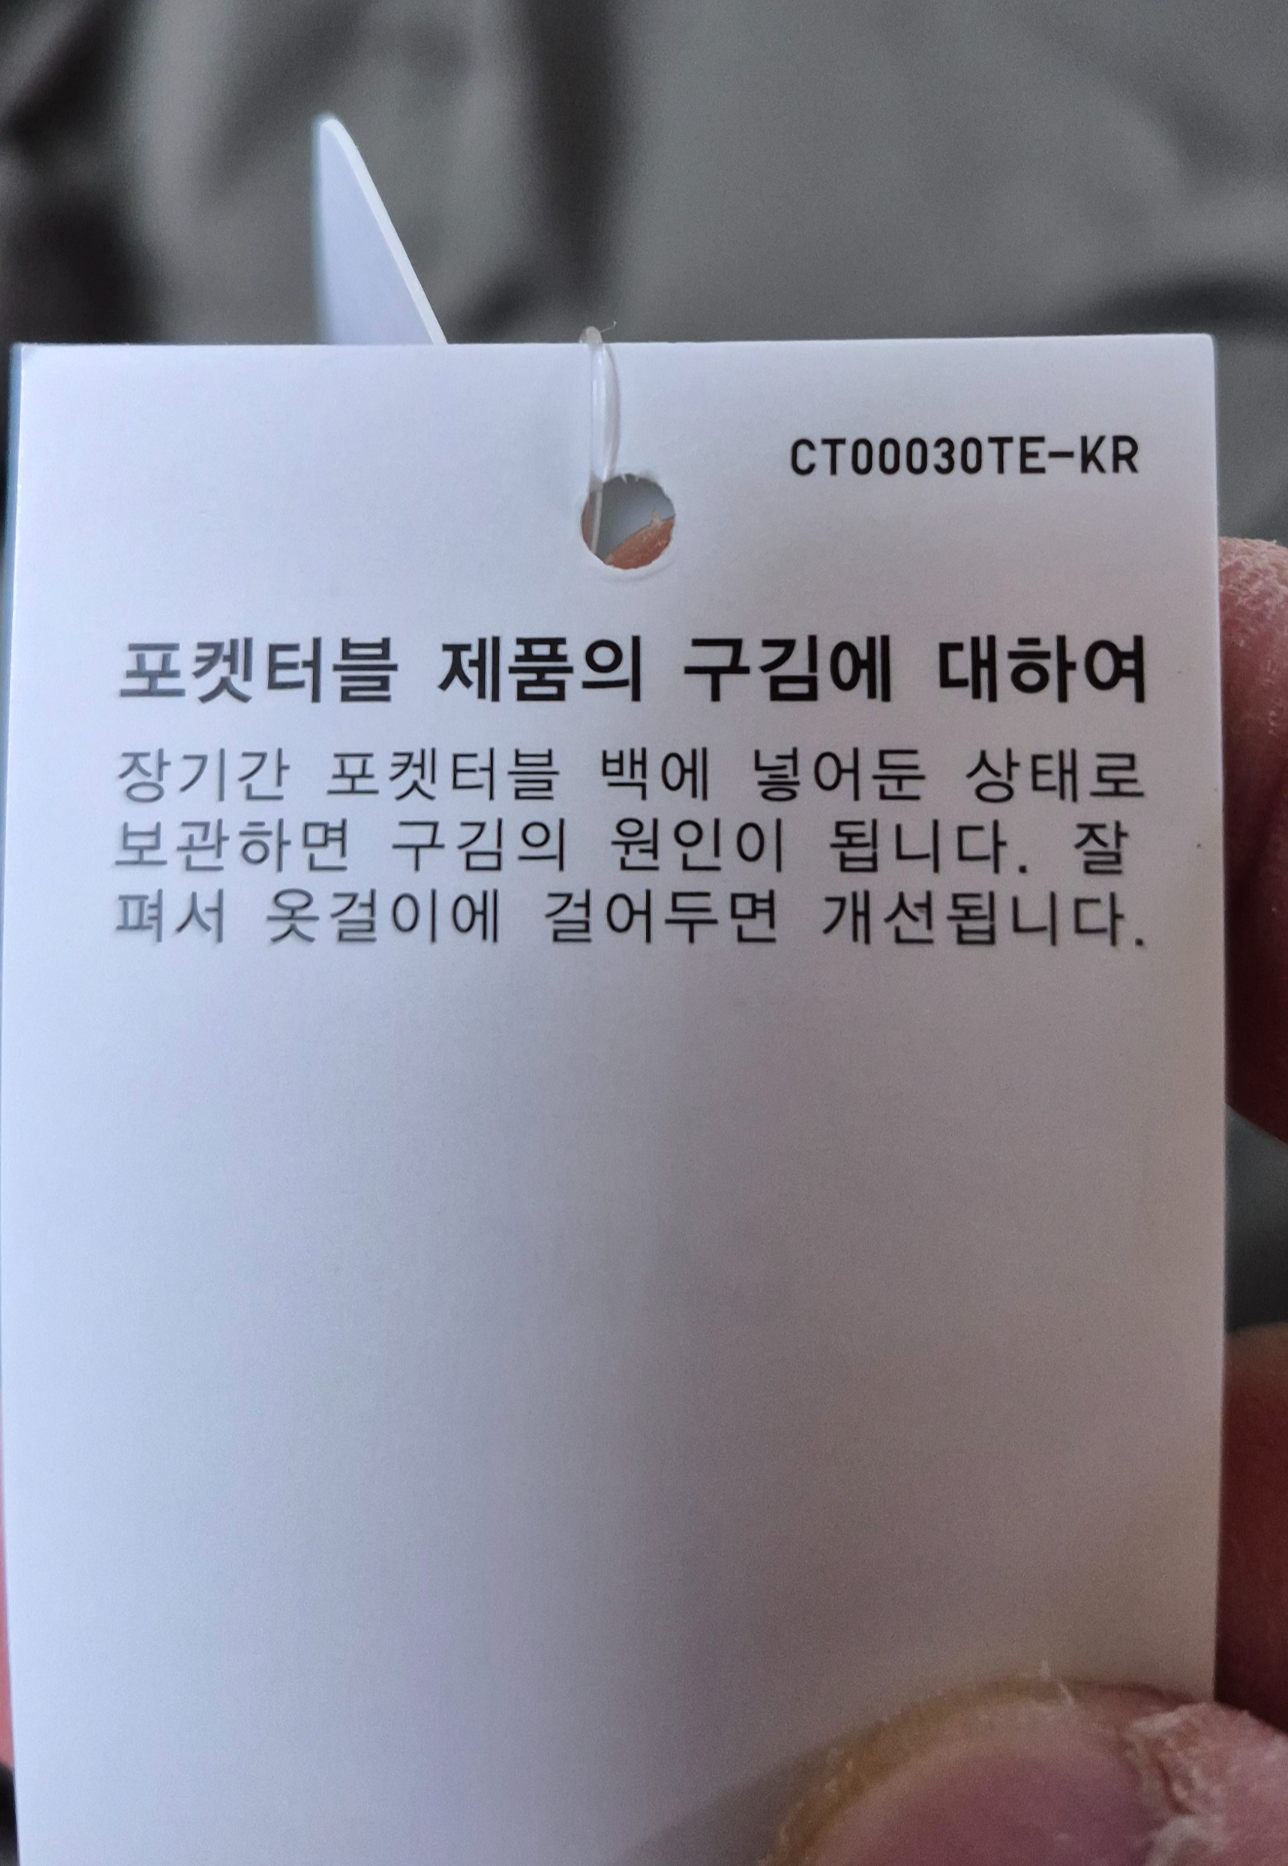 CT00030TE-KR
포켓터블 제품의 구김에 대하여
장기간 포켓터블 백에 넣어둔 상태로
보관하면 구김의 원인이 됩니다. 잘
펴서 옷걸이에 걸어두면 개선됩니다.